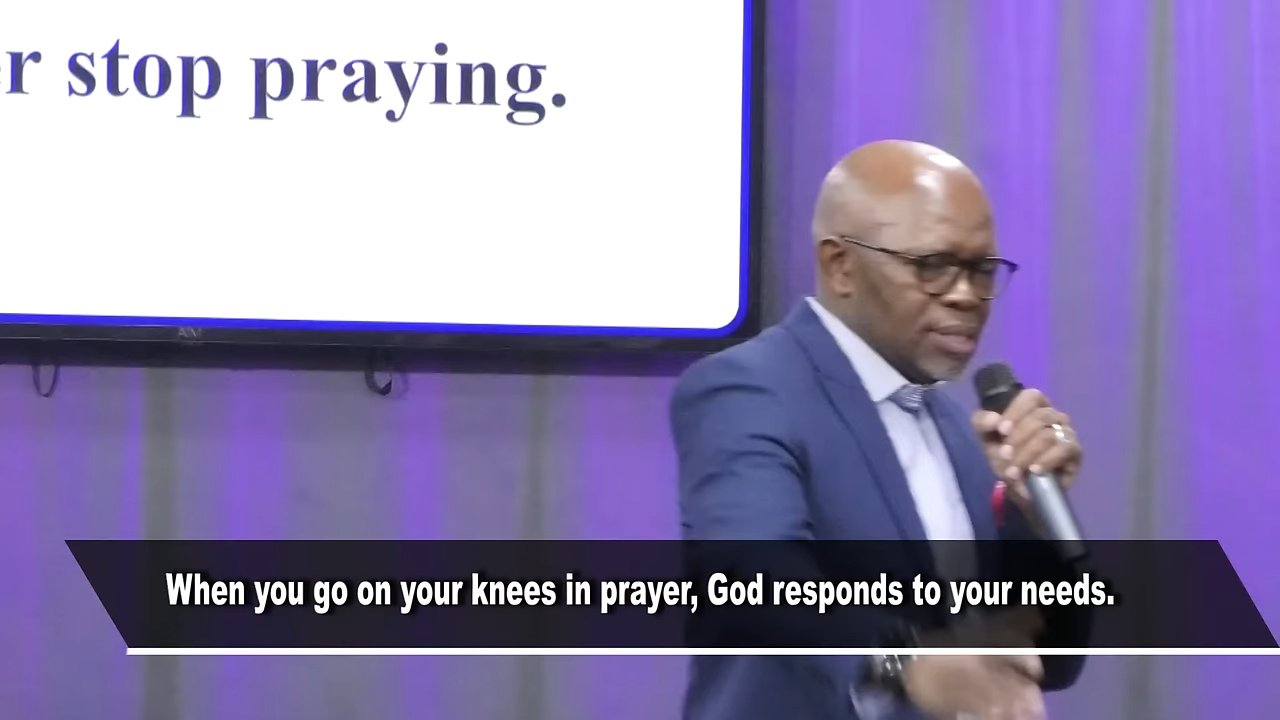 r stop praying.
When you go on your knees in prayer, God responds to your needs.